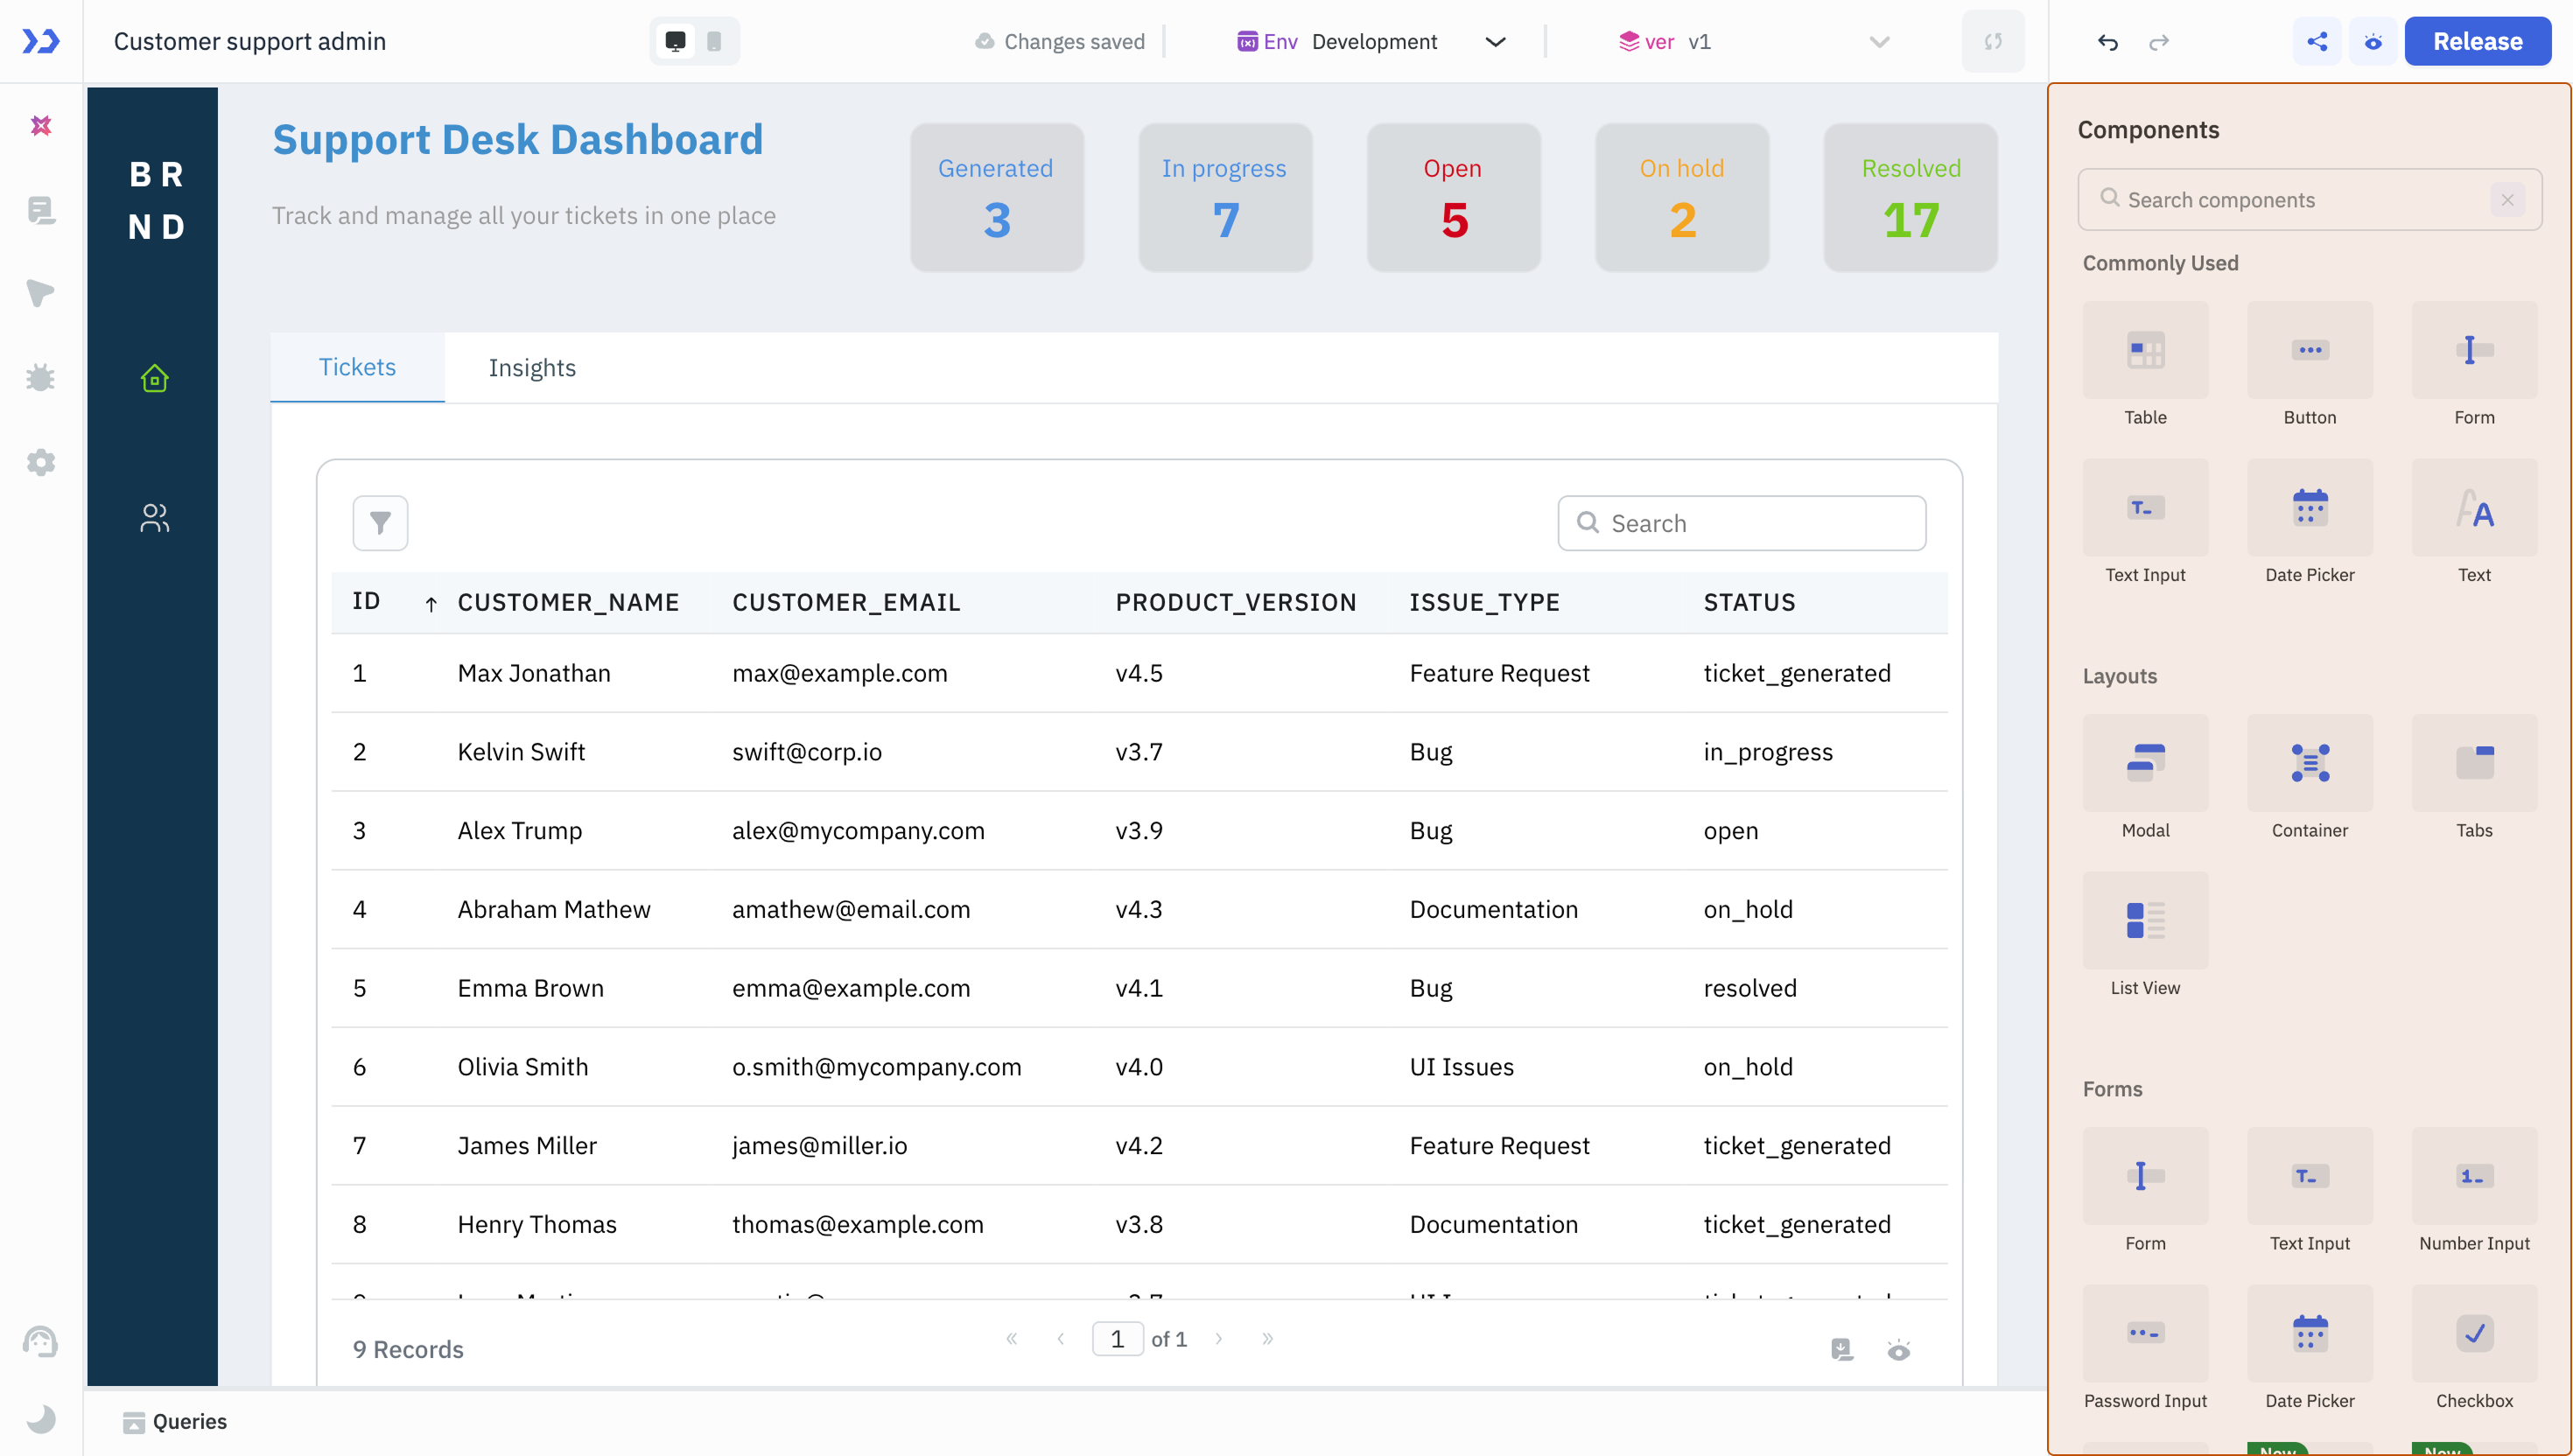 Customer support admin
Changes saved
Env Development
ver v1
Release
BR
ND
Support Desk Dashboard
Track and manage all your tickets in one place
Generated
3
In progress
7
Open
5
On hold
2
Resolved
17
Tickets
Insights
Search
ID ↑ CUSTOMER_NAME CUSTOMER_EMAIL PRODUCT_VERSION ISSUE_TYPE STATUS
1 Max Jonathan max@example.com v4.5 Feature Request ticket_generated
2 Kelvin Swift swift@corp.io v3.7 Bug in_progress
3 Alex Trump alex@mycompany.com v3.9 Bug open
4 Abraham Mathew amathew@email.com v4.3 Documentation on_hold
5 Emma Brown emma@example.com v4.1 Bug resolved
6 Olivia Smith o.smith@mycompany.com v4.0 UI Issues on_hold
7 James Miller james@miller.io v4.2 Feature Request ticket_generated
8 Henry Thomas thomas@example.com v3.8 Documentation ticket_generated
9 Records
« ‹ 1 of 1 › »
Queries
Components
Search components
Commonly Used
Table Button Form
Text Input Date Picker Text
Layouts
Modal Container Tabs
List View
Forms
Form Text Input Number Input
Password Input Date Picker Checkbox
New New